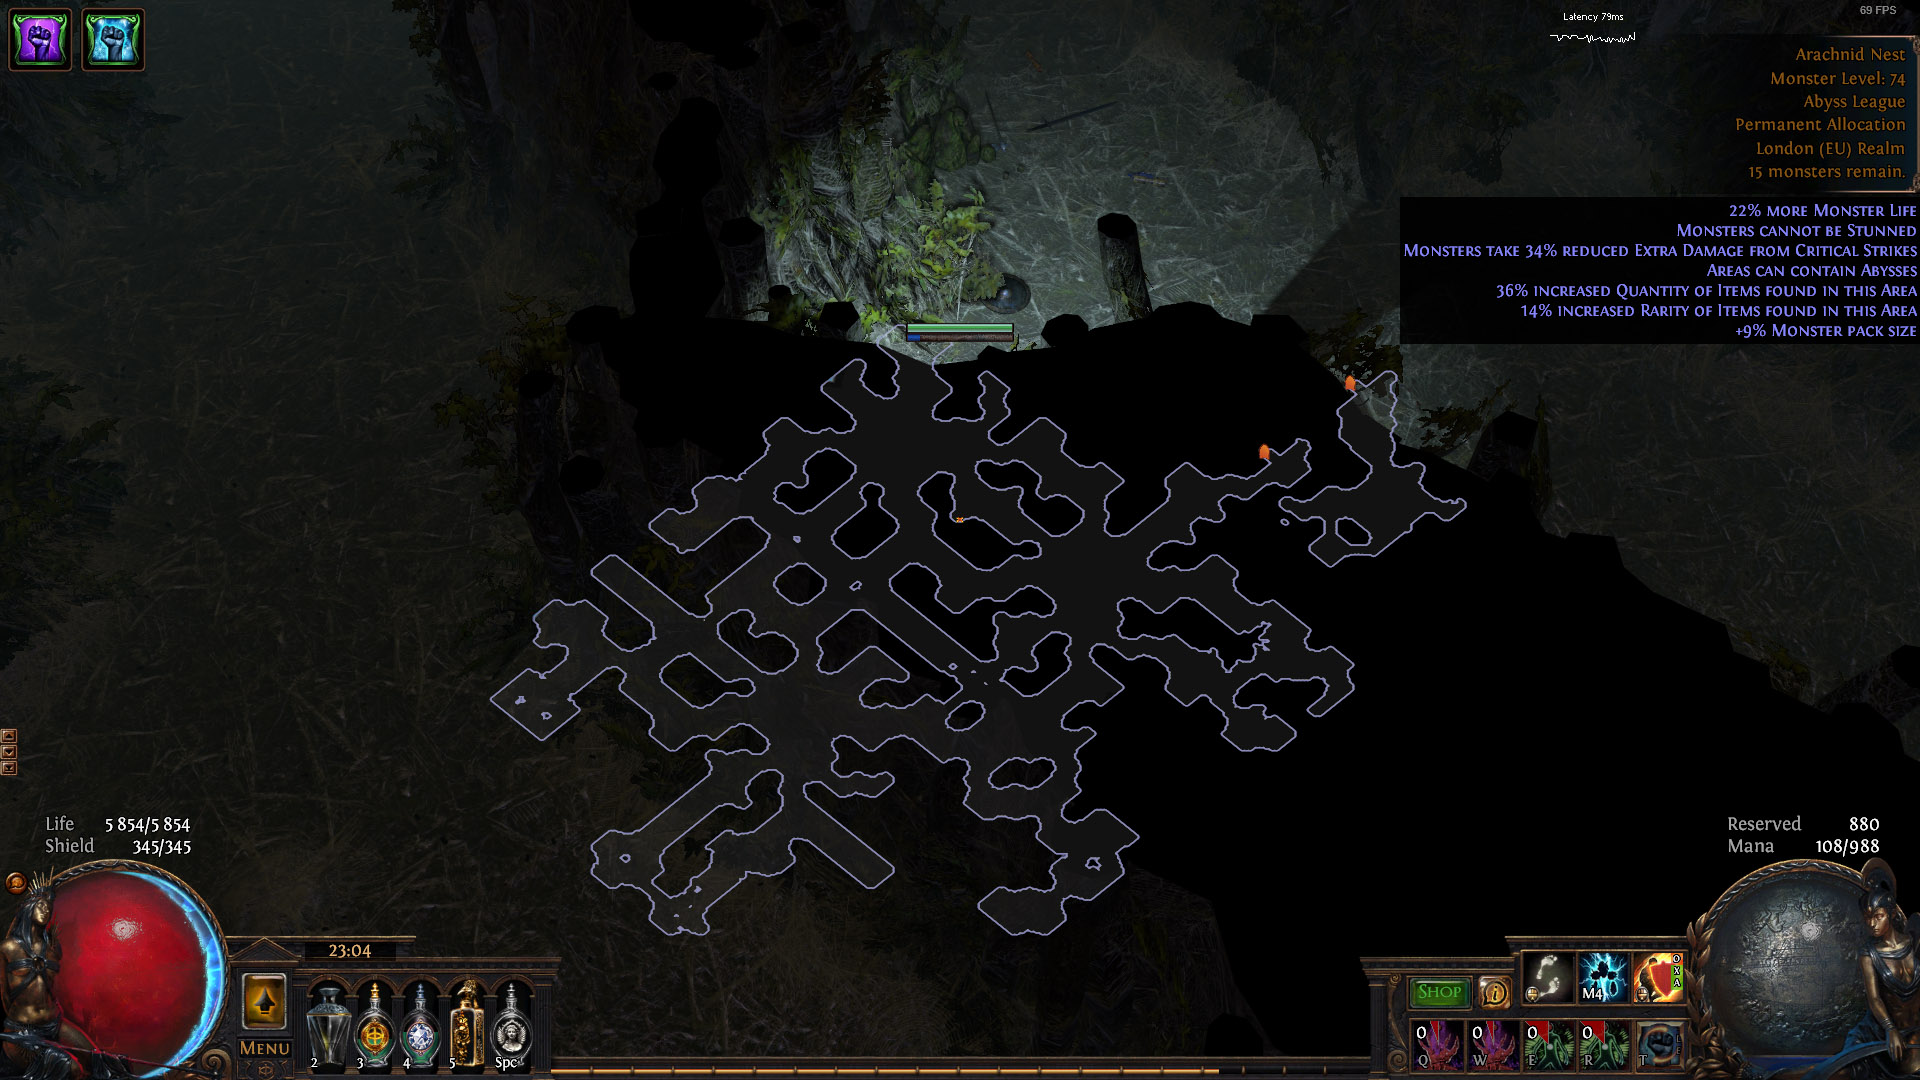 Latency 79ms
69 FPS
Arachnid Nest
Monster Level: 74
Abyss League
Permanent Allocation
London (EU) Realm
15 monsters remain.
22% more Monster Life
Monsters cannot be Stunned
Monsters take 34% reduced Extra Damage from Critical Strikes
Areas can contain Abysses
36% increased Quantity of Items found in this Area
14% increased Rarity of Items found in this Area
+9% Monster pack size
Life 5 854/5 854
Shield 345/345
Reserved 880
Mana 108/988
23:04
Menu
2 3 4 5 Spc
Shop
M4
O
X
A
0 0 0 0
Q W E R T